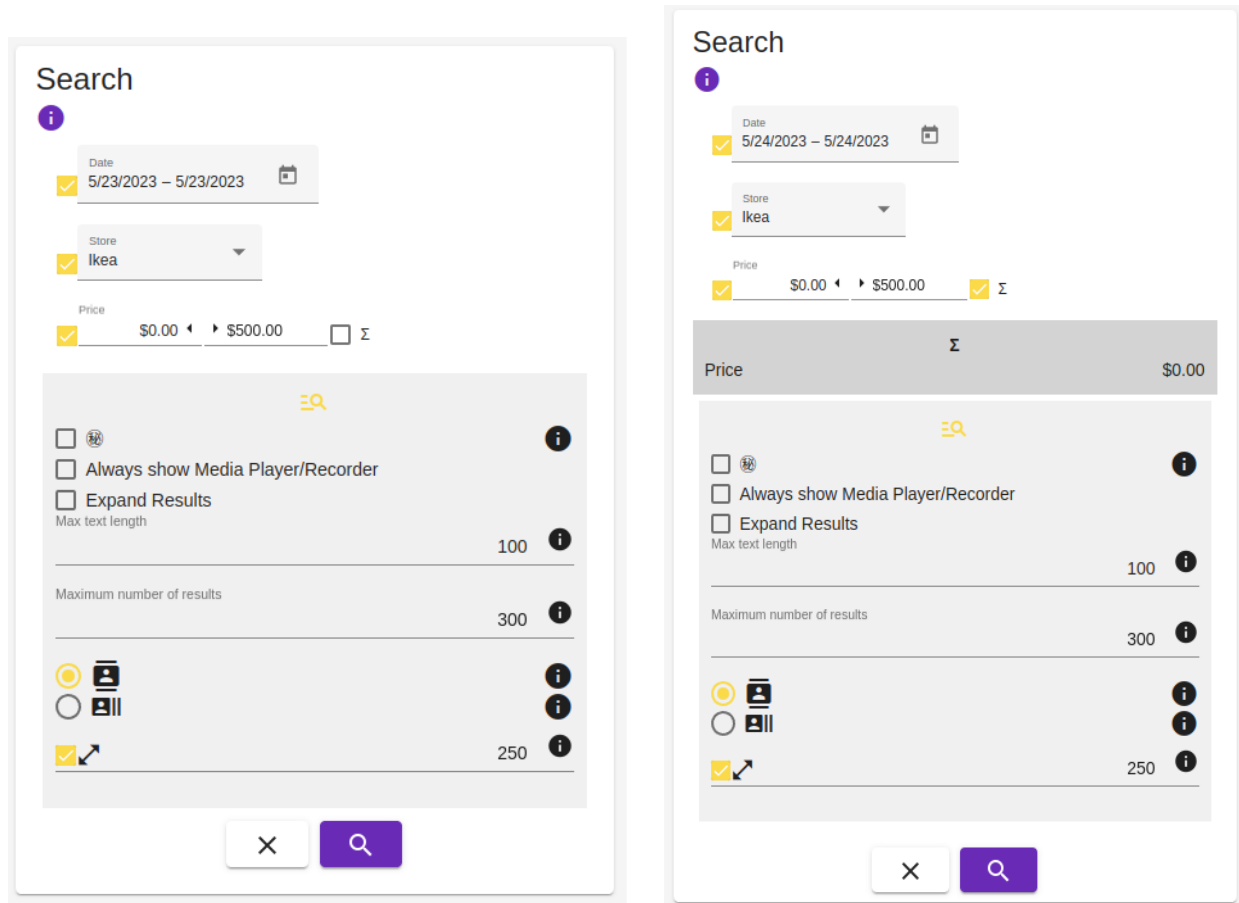 Search
Date
5/23/2023 – 5/23/2023
Store
Ikea
Price
$0.00 $500.00 Σ
㊙
Always show Media Player/Recorder
Expand Results
Max text length
100
Maximum number of results
300
250
Search
Date
5/24/2023 – 5/24/2023
Store
Ikea
Price
$0.00 $500.00 Σ
Σ
Price $0.00
㊙
Always show Media Player/Recorder
Expand Results
Max text length
100
Maximum number of results
300
250